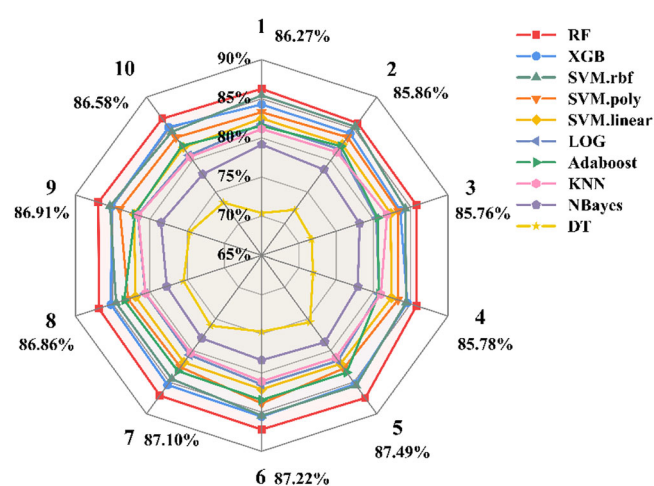 1
90%
86.27%
RF
XGB
SVM.rbf
SVM.poly
SVM.linear
LOG
Adaboost
KNN
NBayes
DT
10
86.58%
85%
2
85.86%
80%
75%
70%
65%
9
86.91%
3
85.76%
8
86.86%
4
85.78%
7
87.10%
5
87.49%
6
87.22%